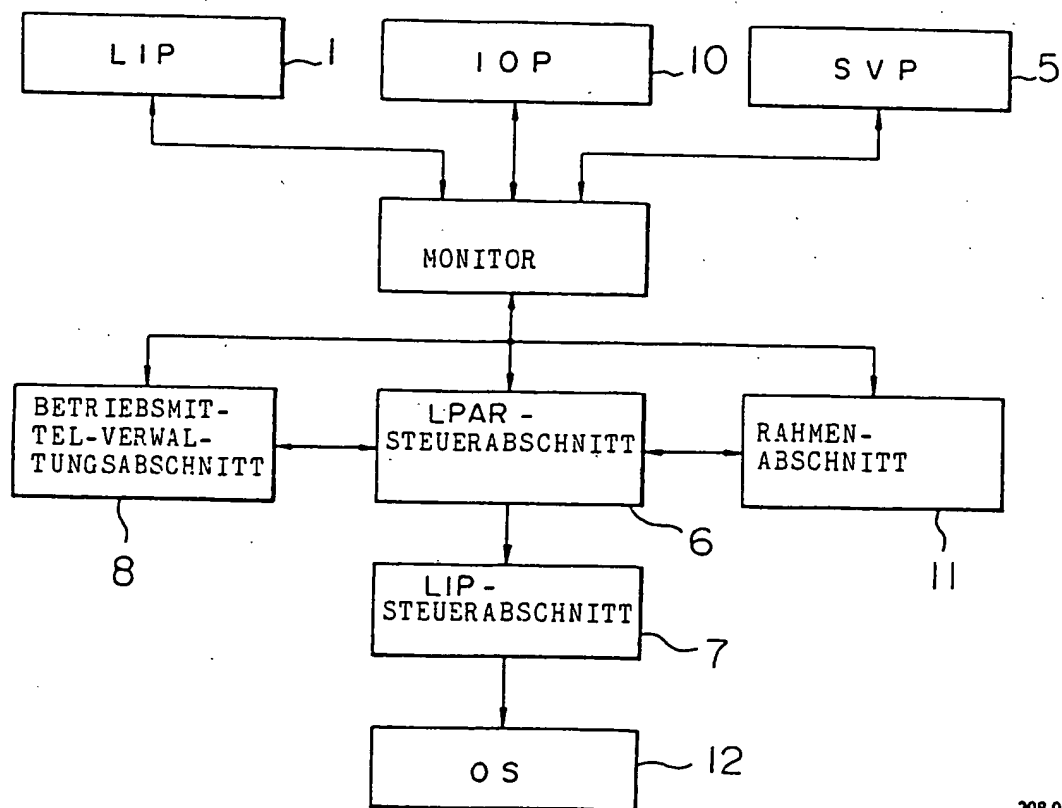 LIP
1
IOP
10
SVP
5
MONITOR
BETRIEBSMIT-
TEL-VERWAL-
TUNGSABSCHNITT
8
LPAR-
STEUERABSCHNITT
6
RAHMEN-
ABSCHNITT
11
LIP-
STEUERABSCHNITT
7
OS
12